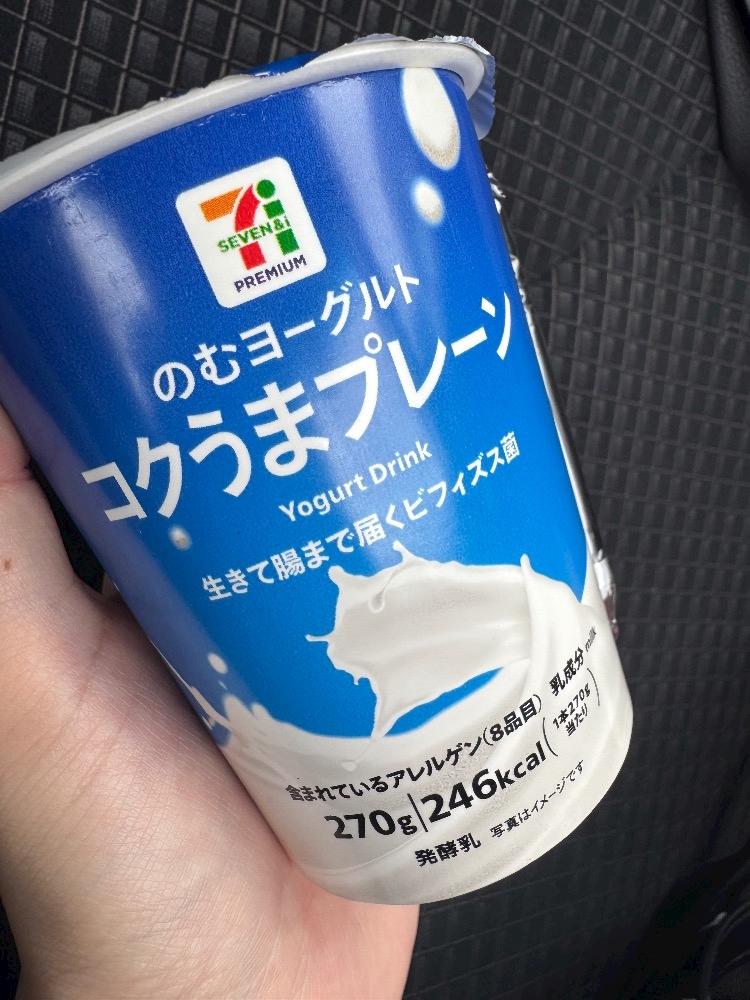 SEVEN&i
PREMIUM
のむヨーグルト
コクうまプレーン
Yogurt Drink
生きて腸まで届くビフィズス菌
含まれているアレルゲン(8品目) 乳成分 milk
270g 246kcal(1本270g当たり)
発酵乳 写真はイメージです